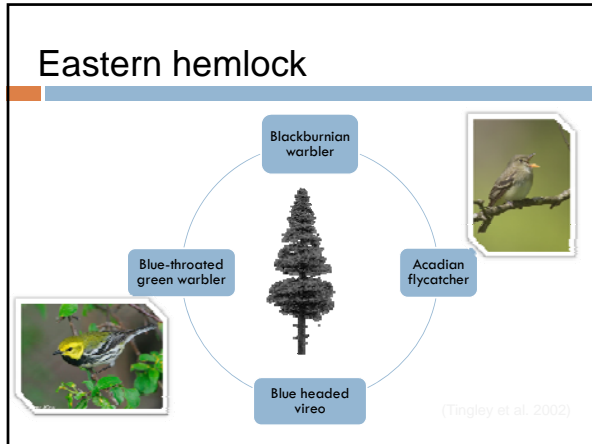 Eastern hemlock
Blackburnian
warbler
Blue-throated
green warbler
Acadian
flycatcher
Blue headed
vireo
(Tingley et al. 2002)